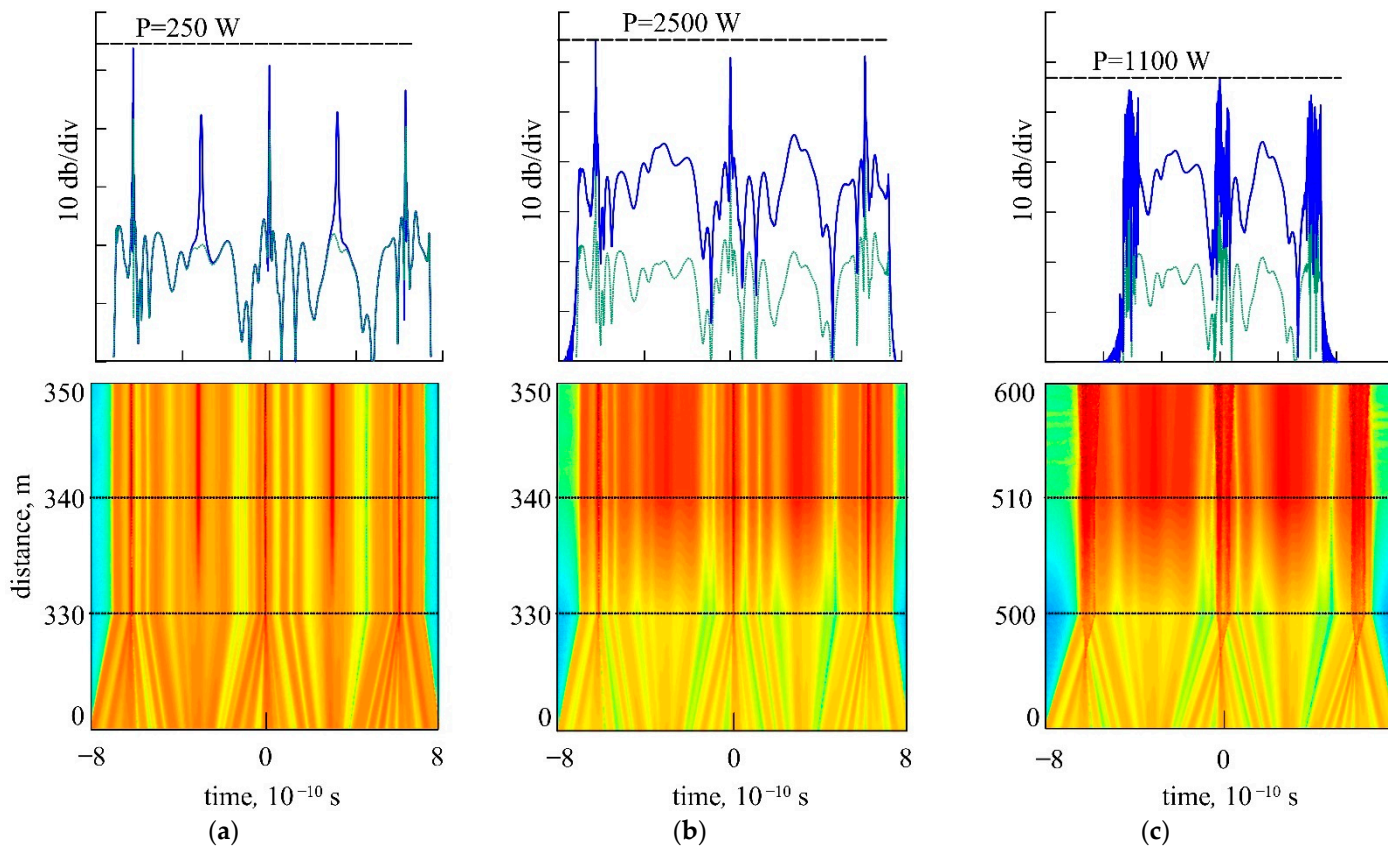 P=250 W
P=2500 W
P=1100 W
10 db/div
10 db/div
10 db/div
distance, m
350
340
330
0
350
340
330
0
600
510
500
0
−8 0 8
−8 0 8
−8 0
time, 10⁻¹⁰ s
time, 10⁻¹⁰ s
time, 10⁻¹⁰ s
(a)
(b)
(c)